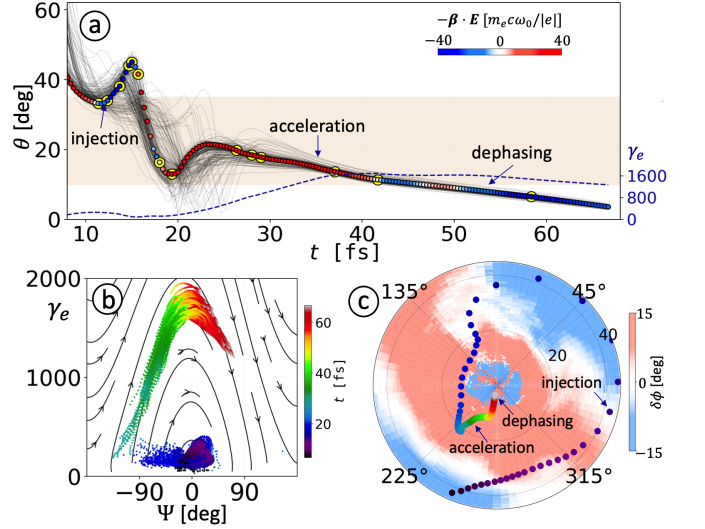 a
−β · E [m_e cω_0/|e|]
−40 0 40
60
40
20
0
θ [deg]
injection
acceleration
dephasing
γ_e
1600
800
0
10 20 30 40 50 60
t [fs]
b
2000
1000
0
γ_e
60
40
20
t [fs]
−90 0 90
Ψ [deg]
c
135°
45°
225°
315°
20
40
injection
dephasing
acceleration
15
0
−15
δϕ [deg]